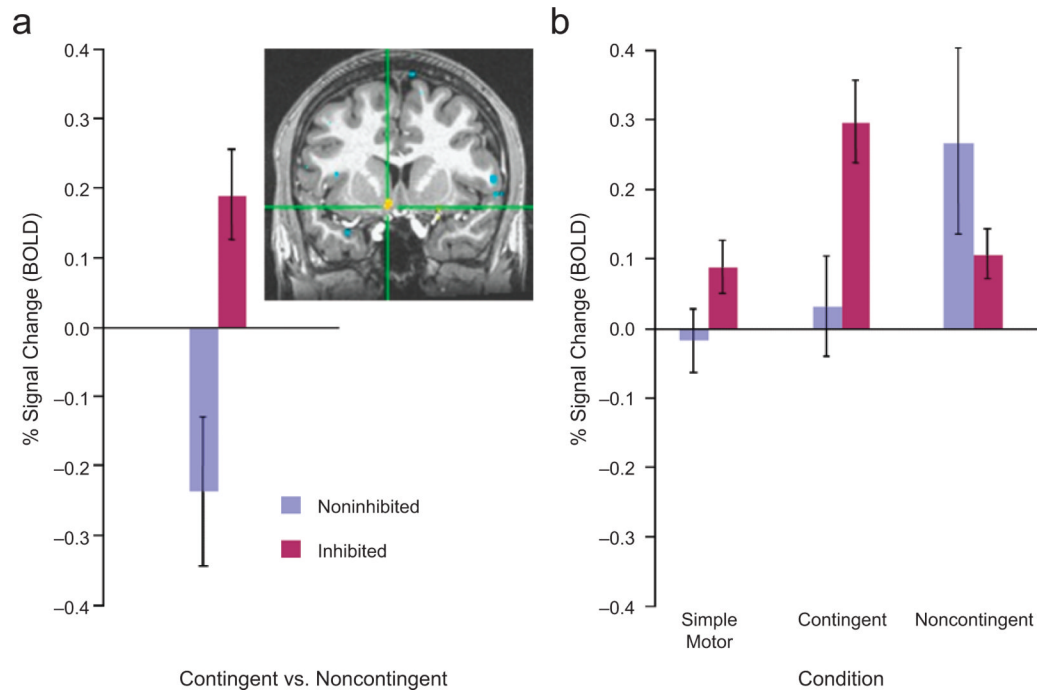 a
0.4
0.3
0.2
0.1
0.0
–0.1
–0.2
–0.3
–0.4
% Signal Change (BOLD)
Noninhibited
Inhibited
Contingent vs. Noncontingent
b
0.4
0.3
0.2
0.1
0.0
–0.1
–0.2
–0.3
–0.4
% Signal Change (BOLD)
Simple
Motor
Contingent
Noncontingent
Condition